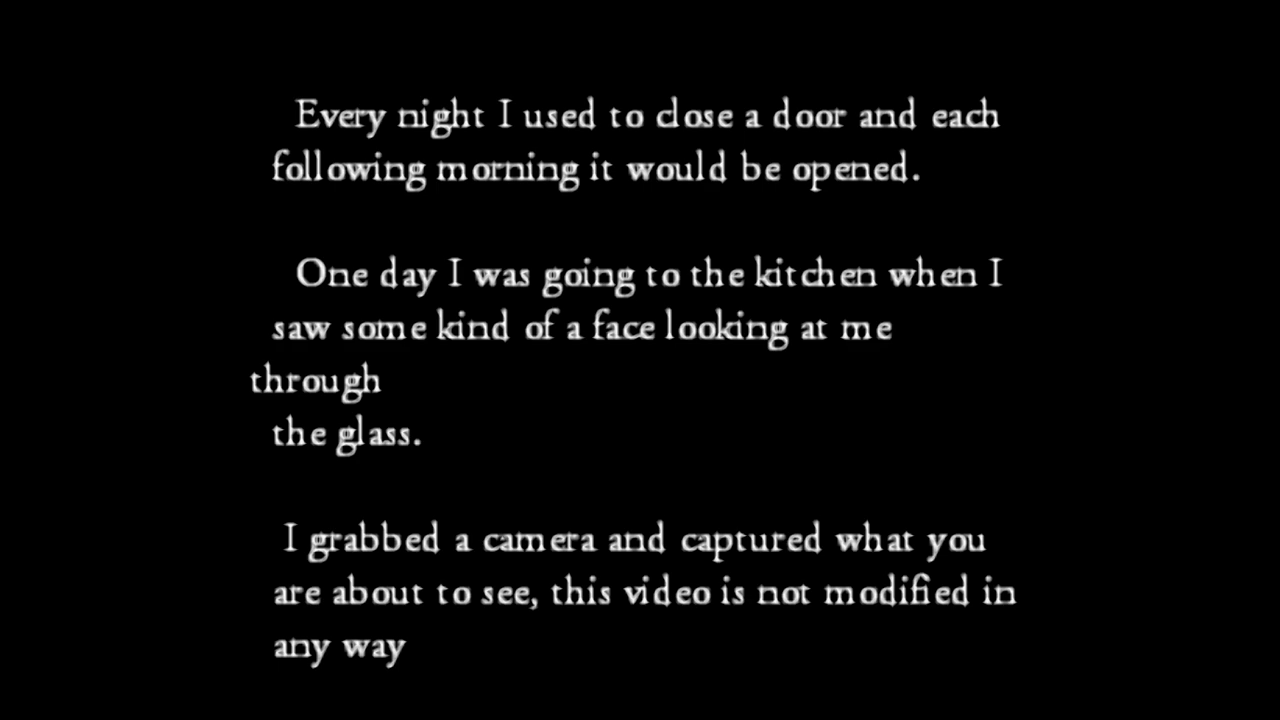 Every night I used to close a door and each
following morning it would be opened.
One day I was going to the kitchen when I
saw some kind of a face looking at me
through
the glass.
I grabbed a camera and captured what you
are about to see, this video is not modified in
any way